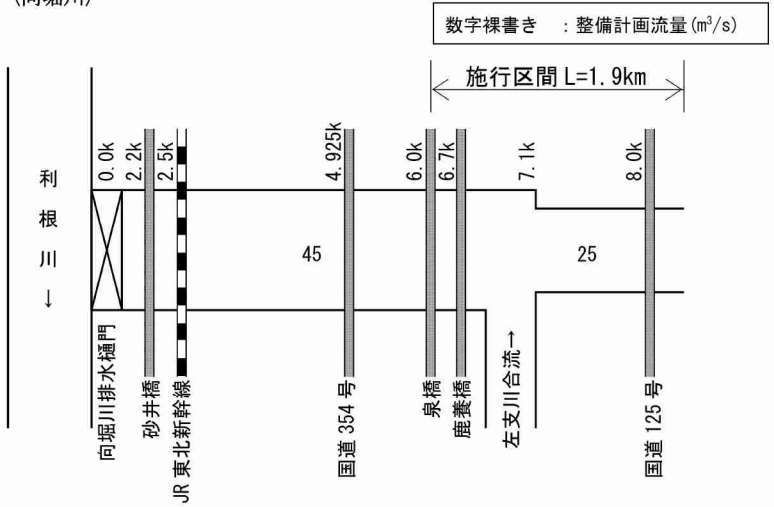 (向堀川)
数字裸書き ：整備計画流量(m³/s)
施行区間 L=1.9km
0.0k
2.2k
2.5k
4.925k
6.0k
6.7k
7.1k
8.0k
利根川↓
45
25
向堀川排水樋門
砂井橋
JR東北新幹線
国道354号
泉橋
鹿養橋
左支川合流→
国道125号